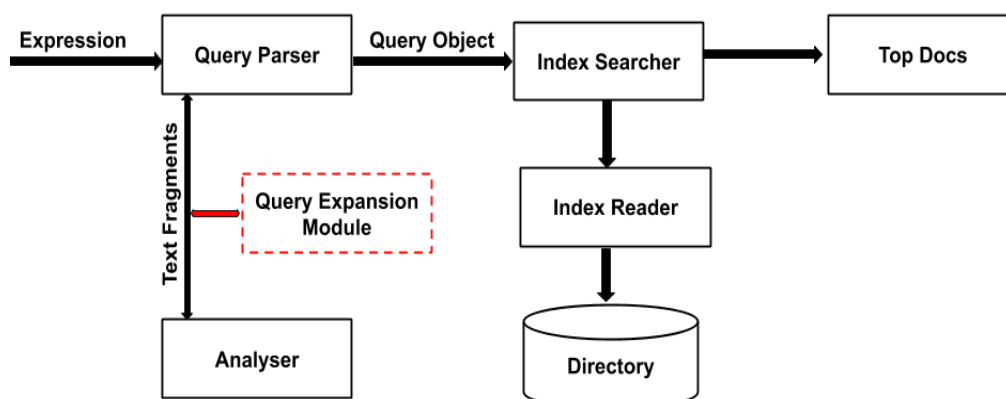 Expression
Query Parser
Query Object
Index Searcher
Top Docs
Text Fragments
Query Expansion
Module
Index Reader
Analyser
Directory